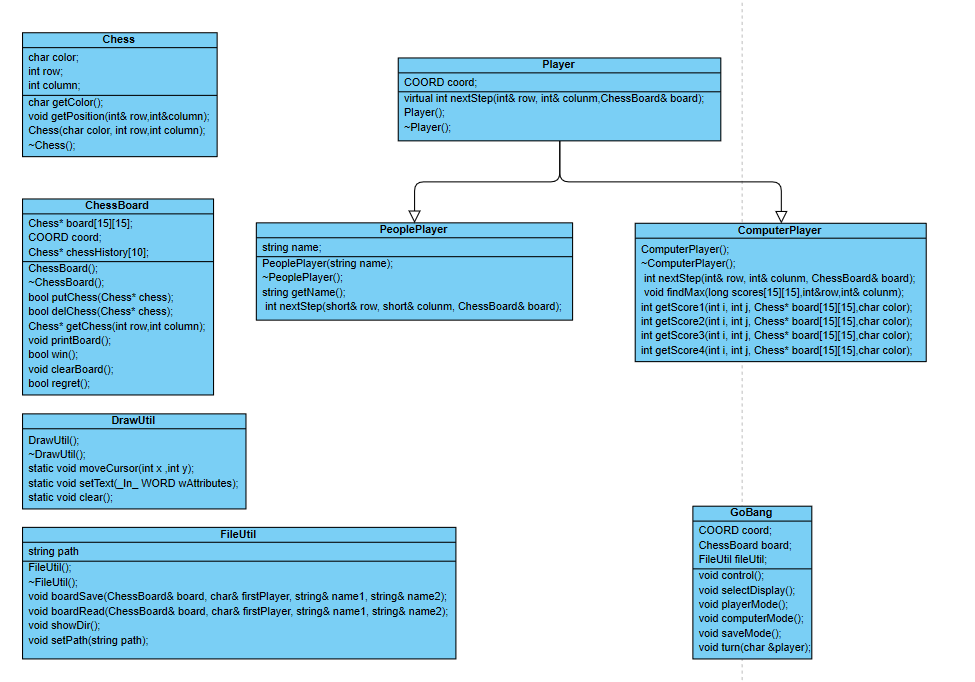 Chess
char color;
int row;
int column;
char getColor();
void getPosition(int& row,int&column);
Chess(char color, int row,int column);
~Chess();
Player
COORD coord;
virtual int nextStep(int& row, int& colunm,ChessBoard& board);
Player();
~Player();
ChessBoard
Chess* board[15][15];
COORD coord;
Chess* chessHistory[10];
ChessBoard();
~ChessBoard();
bool putChess(Chess* chess);
bool delChess(Chess* chess);
Chess* getChess(int row,int column);
void printBoard();
bool win();
void clearBoard();
bool regret();
PeoplePlayer
string name;
PeoplePlayer(string name);
~PeoplePlayer();
string getName();
int nextStep(short& row, short& colunm, ChessBoard& board);
ComputerPlayer
ComputerPlayer();
~ComputerPlayer();
int nextStep(int& row, int& colunm, ChessBoard& board);
void findMax(long scores[15][15],int&row,int& colunm);
int getScore1(int i, int j, Chess* board[15][15],char color);
int getScore2(int i, int j, Chess* board[15][15],char color);
int getScore3(int i, int j, Chess* board[15][15],char color);
int getScore4(int i, int j, Chess* board[15][15],char color);
DrawUtil
DrawUtil();
~DrawUtil();
static void moveCursor(int x ,int y);
static void setText(_In_ WORD wAttributes);
static void clear();
FileUtil
string path
FileUtil();
~FileUtil();
void boardSave(ChessBoard& board, char& firstPlayer, string& name1, string& name2);
void boardRead(ChessBoard& board, char& firstPlayer, string& name1, string& name2);
void showDir();
void setPath(string path);
GoBang
COORD coord;
ChessBoard board;
FileUtil fileUtil;
void control();
void selectDisplay();
void playerMode();
void computerMode();
void saveMode();
void turn(char &player);